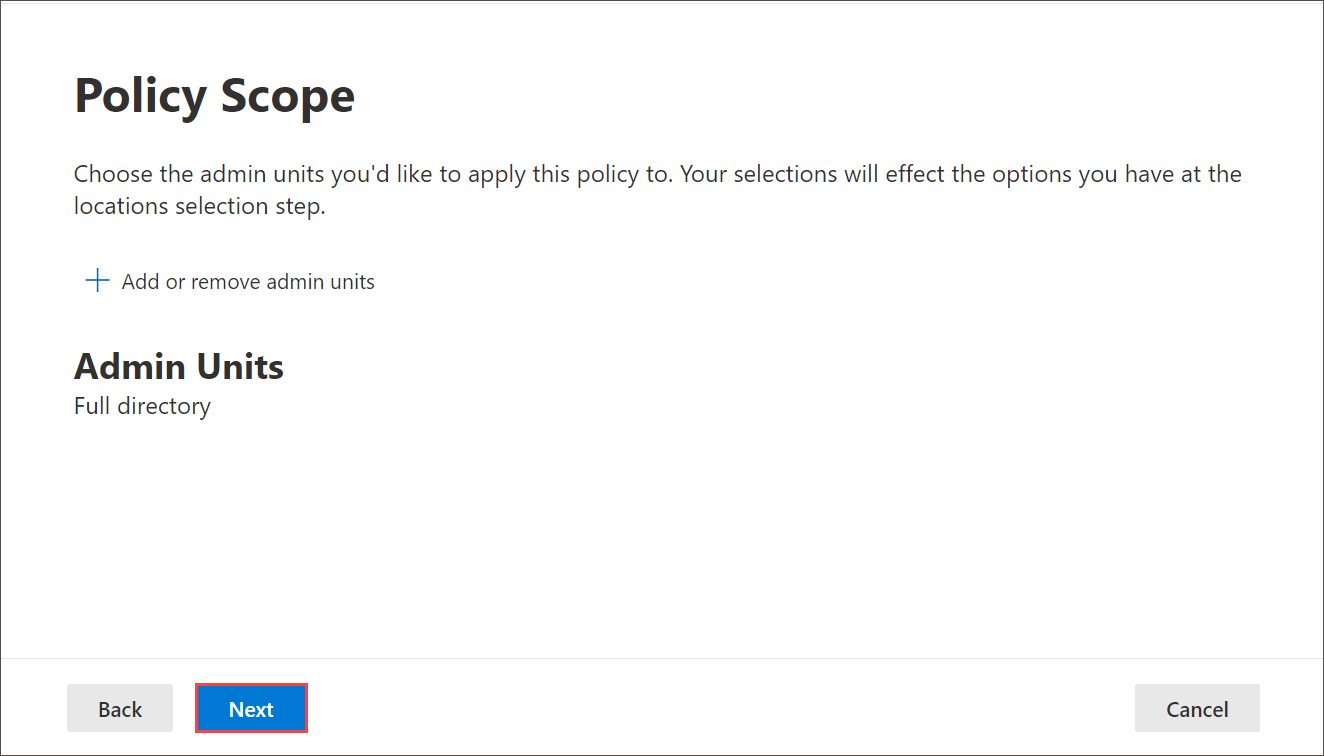 Policy Scope
Choose the admin units you'd like to apply this policy to. Your selections will effect the options you have at the
locations selection step.
Add or remove admin units
Admin Units
Full directory
Back
Next
Cancel